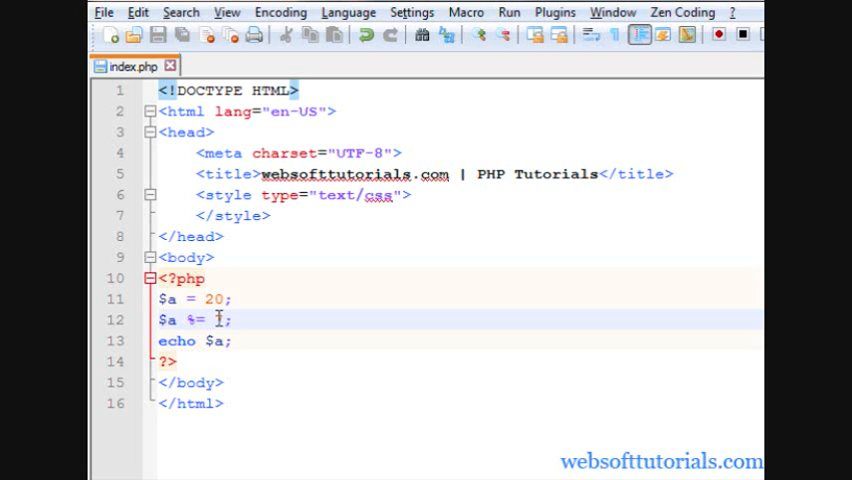 File Edit Search View Encoding Language Settings Macro Run Plugins Window Zen Coding ?
index.php
1 <!DOCTYPE HTML>
2 <html lang="en-US">
3 <head>
4 <meta charset="UTF-8">
5 <title>websofttutorials.com | PHP Tutorials</title>
6 <style type="text/css">
7 </style>
8 </head>
9 <body>
10 <?php
11 $a = 20;
12 $a %= ;
13 echo $a;
14 ?>
15 </body>
16 </html>
websofttutorials.com